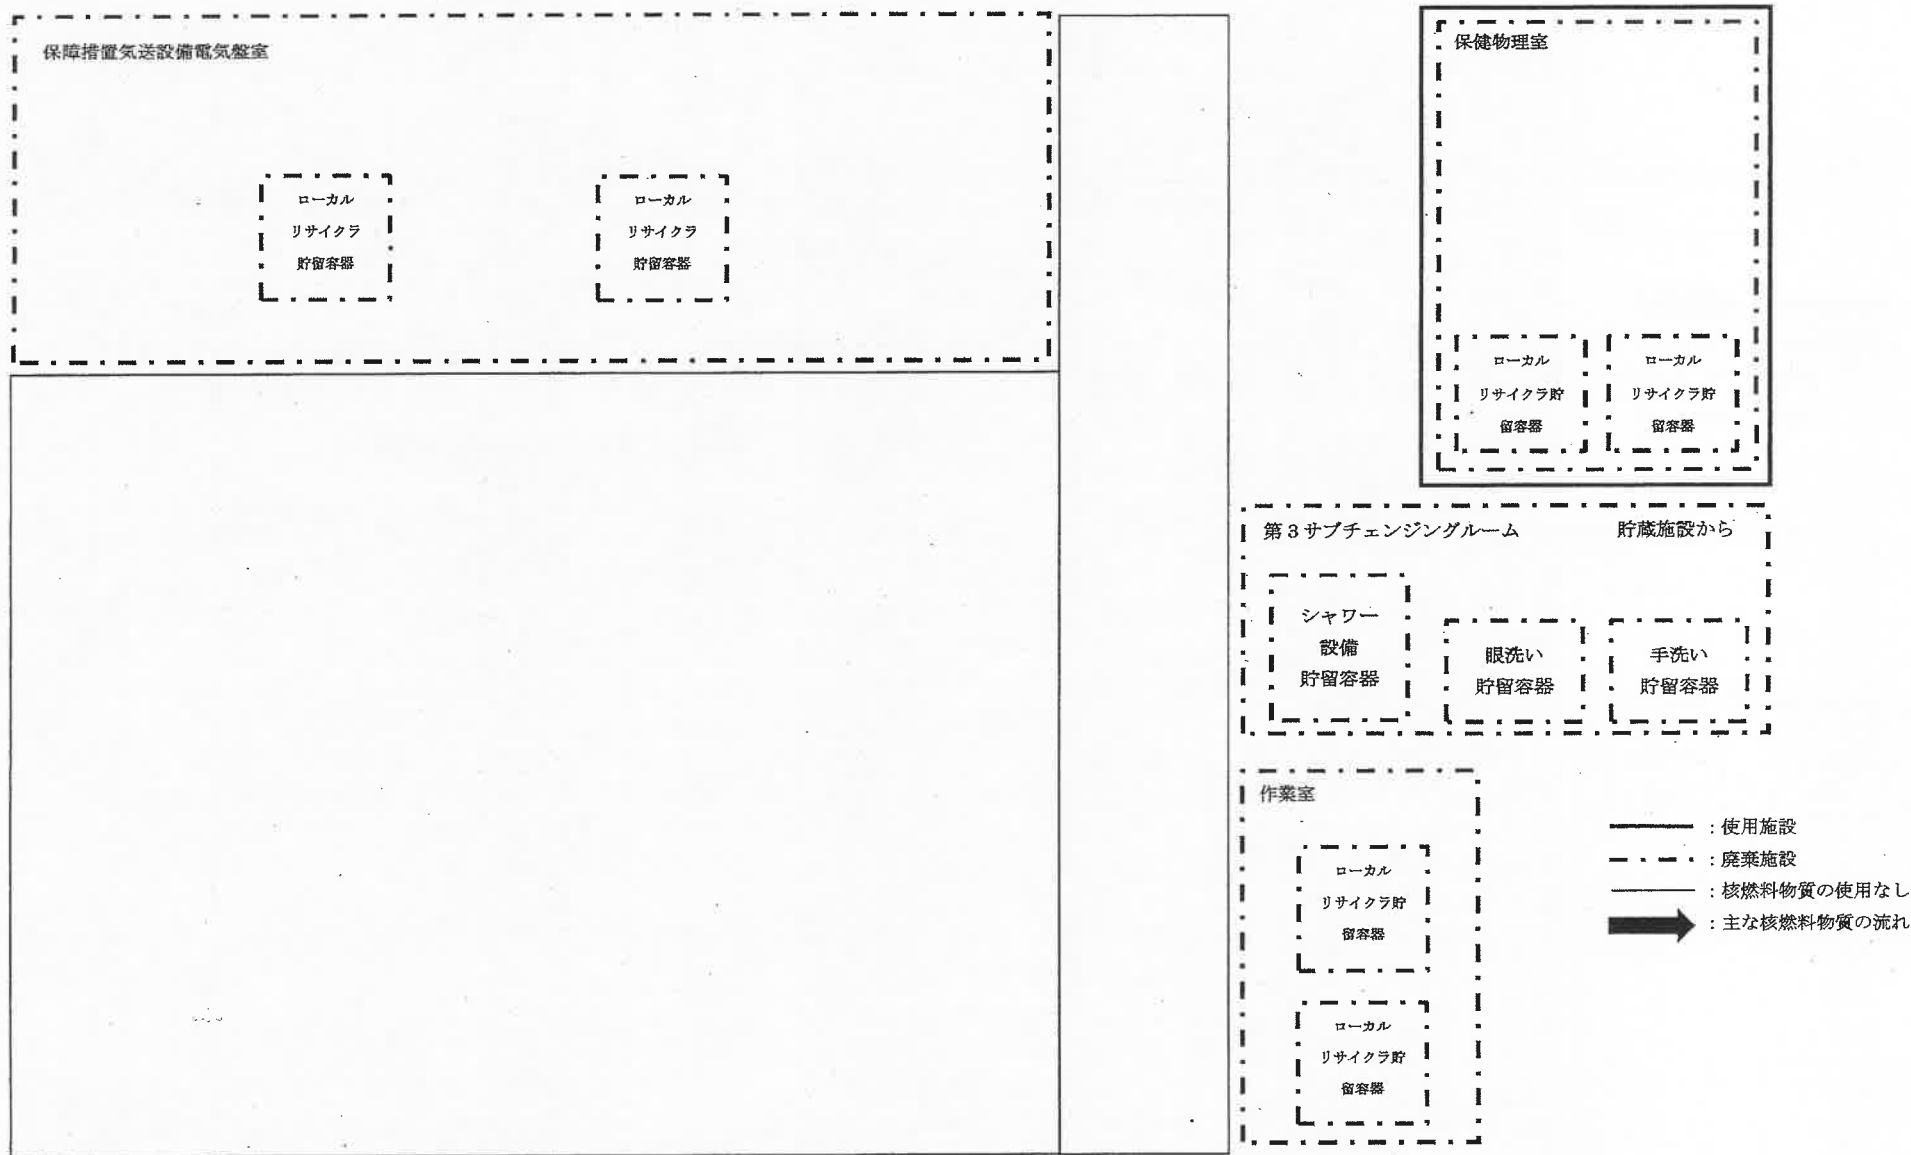 保障措置気送設備電気盤室
ローカル
リサイクラ
貯留容器
ローカル
リサイクラ
貯留容器
保健物理室
ローカル
リサイクラ貯
留容器
ローカル
リサイクラ貯
留容器
第3サブチェンジングルーム
貯蔵施設から
シャワー
設備
貯留容器
眼洗い
貯留容器
手洗い
貯留容器
作業室
ローカル
リサイクラ貯
留容器
ローカル
リサイクラ貯
留容器
：使用施設
：廃棄施設
：核燃料物質の使用なし
：主な核燃料物質の流れ